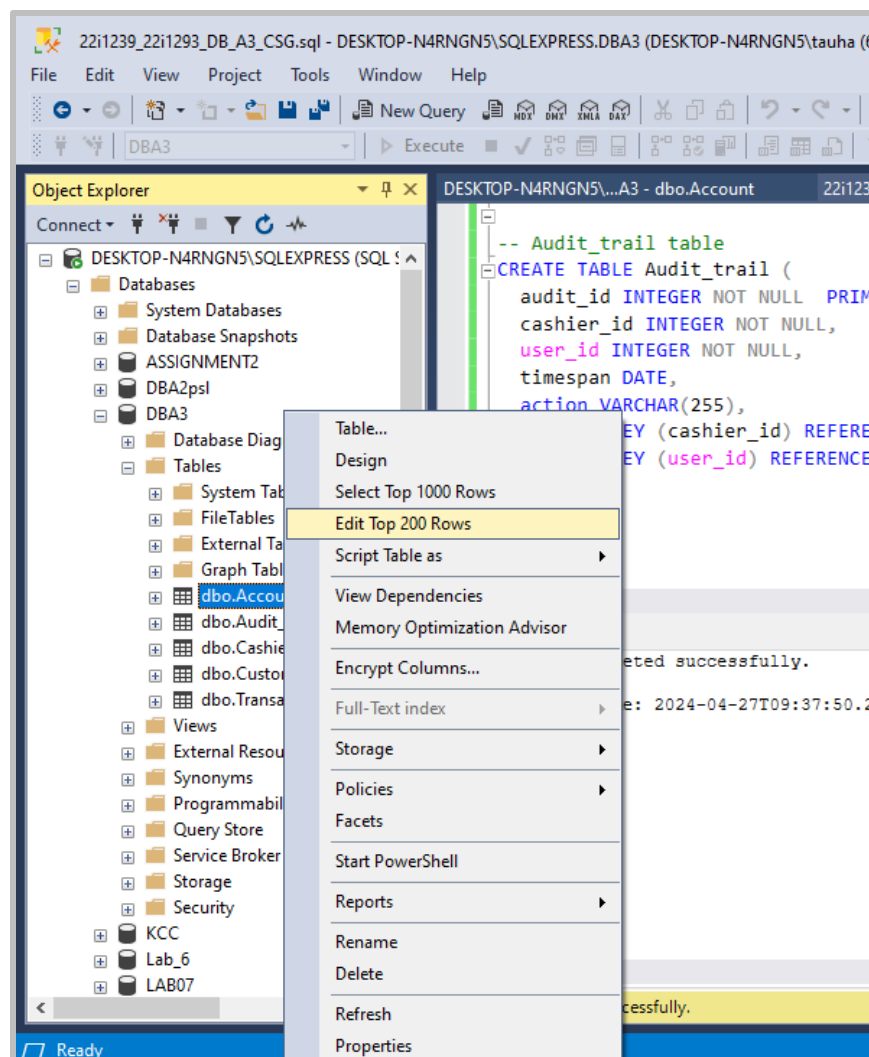 22i1239_22i1293_DB_A3_CSG.sql - DESKTOP-N4RNGN5\SQLEXPRESS.DBA3 (DESKTOP-N4RNGN5\tauha (6
File Edit View Project Tools Window Help
New Query MDX DMX XMLA DAX
DBA3 Execute
Object Explorer
DESKTOP-N4RNGN5\...A3 - dbo.Account 22i123
Connect
DESKTOP-N4RNGN5\SQLEXPRESS (SQL S
Databases
System Databases
Database Snapshots
ASSIGNMENT2
DBA2psl
DBA3
Database Diag
Tables
System Tab
FileTables
External Ta
Graph Tabl
dbo.Accou
dbo.Audit_
dbo.Cashie
dbo.Custo
dbo.Transa
Views
External Resou
Synonyms
Programmabil
Query Store
Service Broker
Storage
Security
KCC
Lab_6
LAB07
Table...
Design
Select Top 1000 Rows
Edit Top 200 Rows
Script Table as
View Dependencies
Memory Optimization Advisor
Encrypt Columns...
Full-Text index
Storage
Policies
Facets
Start PowerShell
Reports
Rename
Delete
Refresh
Properties
-- Audit_trail table
CREATE TABLE Audit_trail (
audit_id INTEGER NOT NULL PRIM
cashier_id INTEGER NOT NULL,
user_id INTEGER NOT NULL,
timespan DATE,
action VARCHAR(255),
EY (cashier_id) REFERE
EY (user_id) REFERENCE
eted successfully.
e: 2024-04-27T09:37:50.2
cessfully.
Ready